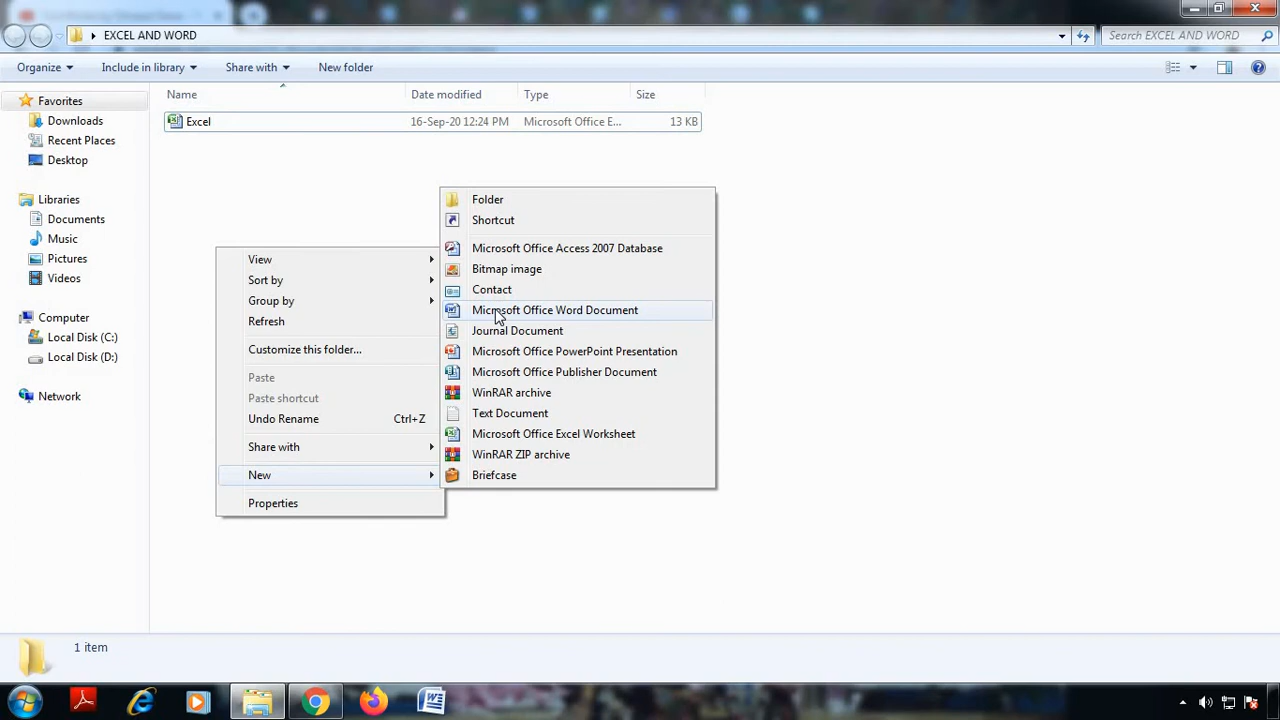 EXCEL AND WORD
Search EXCEL AND WORD
Organize
Include in library
Share with
New folder
Name
Date modified
Type
Size
Excel
16-Sep-20 12:24 PM
Microsoft Office E...
13 KB
Favorites
Downloads
Recent Places
Desktop
Libraries
Documents
Music
Pictures
Videos
Computer
Local Disk (C:)
Local Disk (D:)
Network
View
Sort by
Group by
Refresh
Customize this folder...
Paste
Paste shortcut
Undo Rename Ctrl+Z
Share with
New
Properties
Folder
Shortcut
Microsoft Office Access 2007 Database
Bitmap image
Contact
Microsoft Office Word Document
Journal Document
Microsoft Office PowerPoint Presentation
Microsoft Office Publisher Document
WinRAR archive
Text Document
Microsoft Office Excel Worksheet
WinRAR ZIP archive
Briefcase
1 item